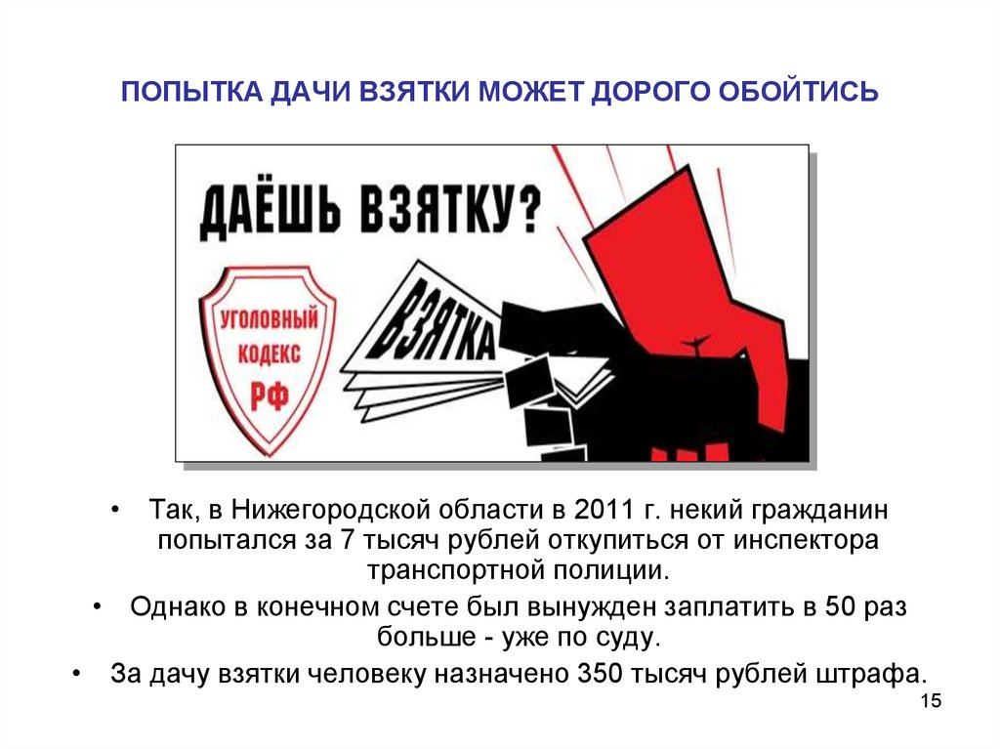 ПОПЫТКА ДАЧИ ВЗЯТКИ МОЖЕТ ДОРОГО ОБОЙТИСЬ
ДАЁШЬ ВЗЯТКУ?
УГОЛОВНЫЙ
КОДЕКС
РФ
ВЗЯТКА
• Так, в Нижегородской области в 2011 г. некий гражданин
попытался за 7 тысяч рублей откупиться от инспектора
транспортной полиции.
• Однако в конечном счете был вынужден заплатить в 50 раз
больше - уже по суду.
• За дачу взятки человеку назначено 350 тысяч рублей штрафа.
15